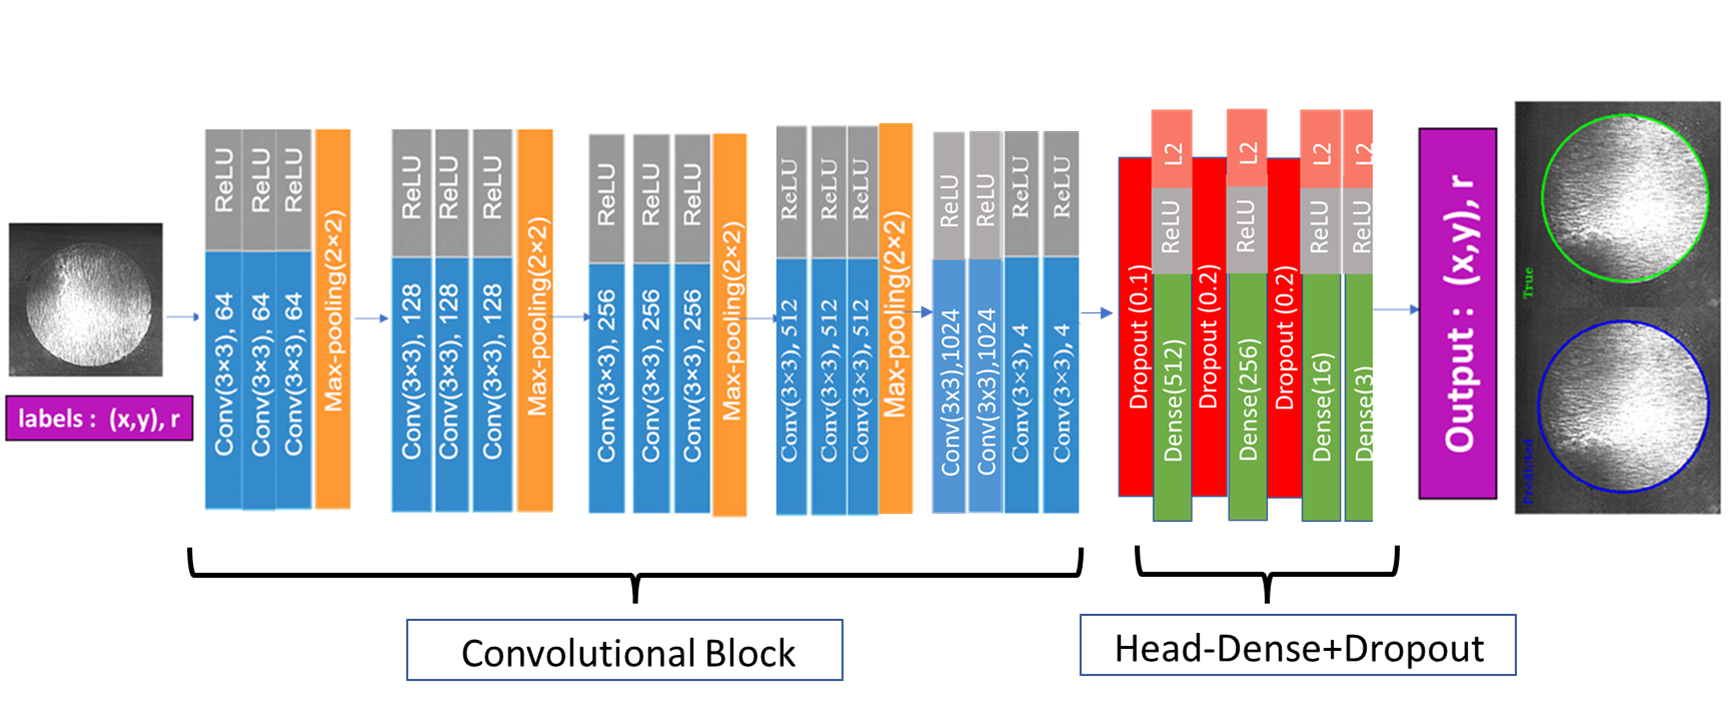 labels : (x,y), r
ReLU
Conv(3×3), 64
ReLU
Conv(3×3), 64
ReLU
Conv(3×3), 64
Max-pooling(2×2)
ReLU
Conv(3×3), 128
ReLU
Conv(3×3), 128
ReLU
Conv(3×3), 128
Max-pooling(2×2)
ReLU
Conv(3×3), 256
ReLU
Conv(3×3), 256
ReLU
Conv(3×3), 256
Max-pooling(2×2)
ReLU
Conv(3×3), 512
ReLU
Conv(3×3), 512
ReLU
Conv(3×3), 512
Max-pooling(2×2)
ReLU
Conv(3x3),1024
ReLU
Conv(3x3),1024
ReLU
Conv(3×3), 4
ReLU
Conv(3×3), 4
Dropout (0.1)
L2
ReLU
Dense(512)
Dropout (0.2)
L2
ReLU
Dense(256)
Dropout (0.2)
L2
ReLU
Dense(16)
L2
ReLU
Dense(3)
Output : (x,y), r
True
Predicted
Convolutional Block
Head-Dense+Dropout